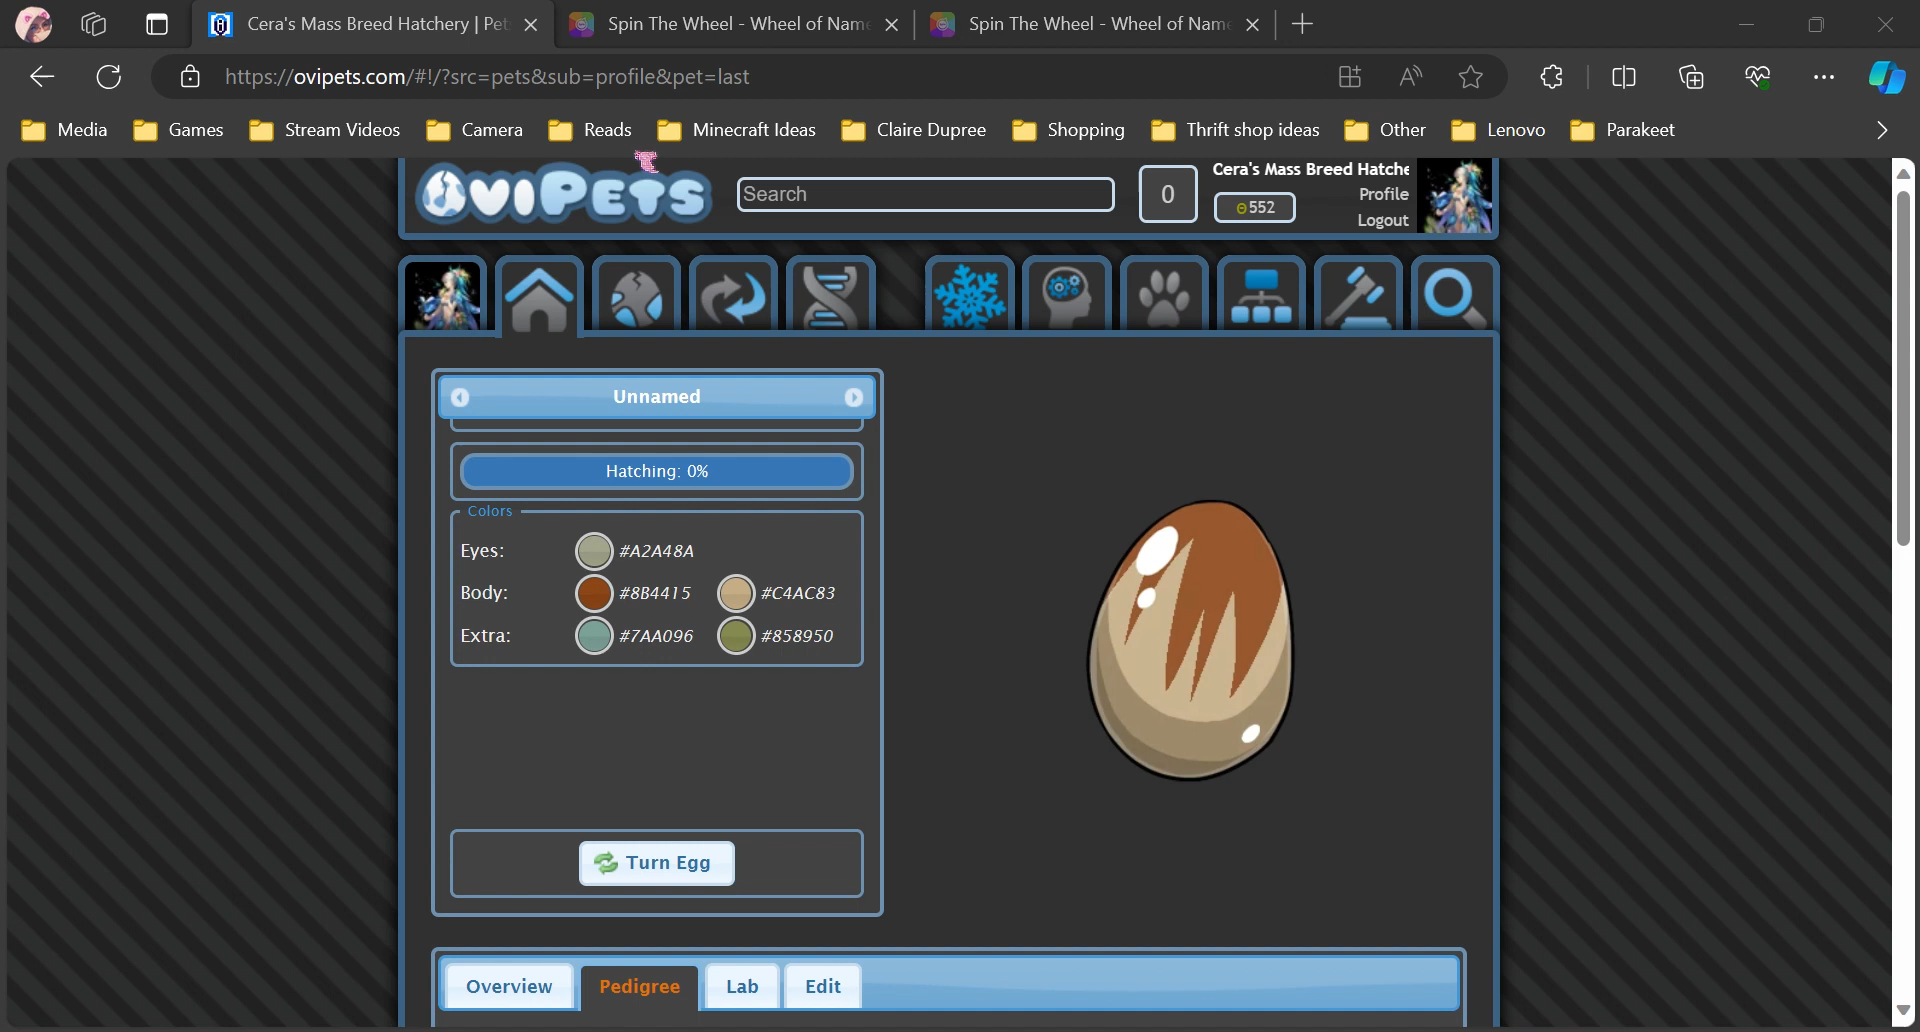 Cera's Mass Breed Hatchery | Pet
Spin The Wheel - Wheel of Name
Spin The Wheel - Wheel of Name
https://ovipets.com/#!/?src=pets&sub=profile&pet=last
Media
Games
Stream Videos
Camera
Reads
Minecraft Ideas
Claire Dupree
Shopping
Thrift shop ideas
Other
Lenovo
Parakeet
OviPets
Search
0
Cera's Mass Breed Hatche
552
Profile
Logout
Unnamed
Hatching: 0%
Colors
Eyes: #A2A48A
Body: #8B4415 #C4AC83
Extra: #7AA096 #858950
Turn Egg
Overview
Pedigree
Lab
Edit